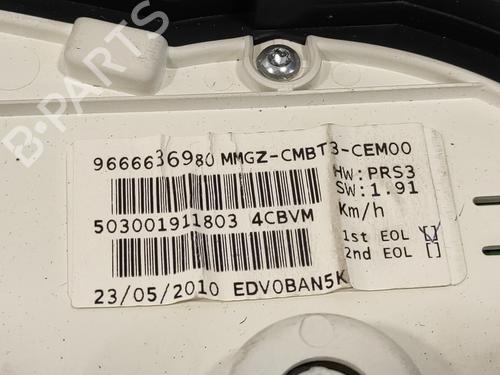 B-PARTS
9666636980 MMGZ-CMBT3-CEM00
HW:PRS3
SW:1.91
Km/h
503001911803 4CBVM
1st EOL []
2nd EOL []
23/05/2010 EDV0BAN5K